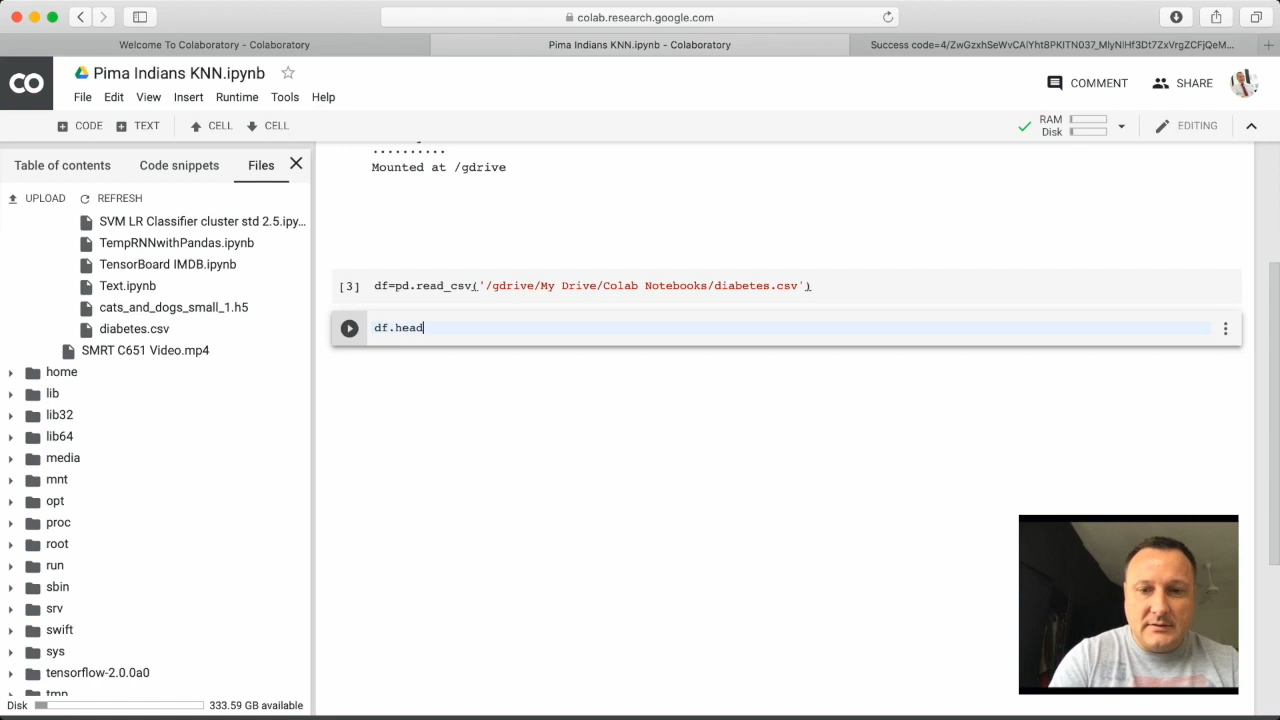 colab.research.google.com
Welcome To Colaboratory - Colaboratory
Pima Indians KNN.ipynb - Colaboratory
CO
Pima Indians KNN.ipynb
COMMENT
SHARE
File Edit View Insert Runtime Tools Help
CODE TEXT CELL CELL
RAM
Disk
EDITING
Table of contents Code snippets Files
UPLOAD REFRESH
SVM LR Classifier cluster std 2.5.ipy...
TempRNNwithPandas.ipynb
TensorBoard IMDB.ipynb
Text.ipynb
cats_and_dogs_small_1.h5
diabetes.csv
SMRT C651 Video.mp4
home
lib
lib32
lib64
media
mnt
opt
proc
root
run
sbin
srv
swift
sys
tensorflow-2.0.0a0
tmp
Disk 333.59 GB available
..........
Mounted at /gdrive
[3] df=pd.read_csv('/gdrive/My Drive/Colab Notebooks/diabetes.csv')
df.head